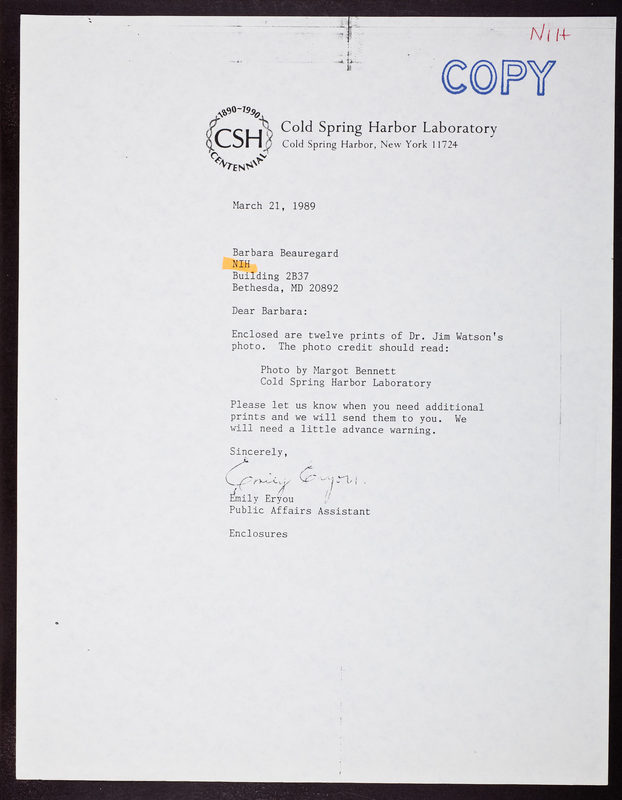 NIH
COPY
1890-1990
CSH
CENTENNIAL
Cold Spring Harbor Laboratory
Cold Spring Harbor, New York 11724
March 21, 1989
Barbara Beauregard
NIH
Building 2B37
Bethesda, MD 20892
Dear Barbara:
Enclosed are twelve prints of Dr. Jim Watson's
photo. The photo credit should read:
Photo by Margot Bennett
Cold Spring Harbor Laboratory
Please let us know when you need additional
prints and we will send them to you. We
will need a little advance warning.
Sincerely,
Emily Eryou.
Emily Eryou
Public Affairs Assistant
Enclosures